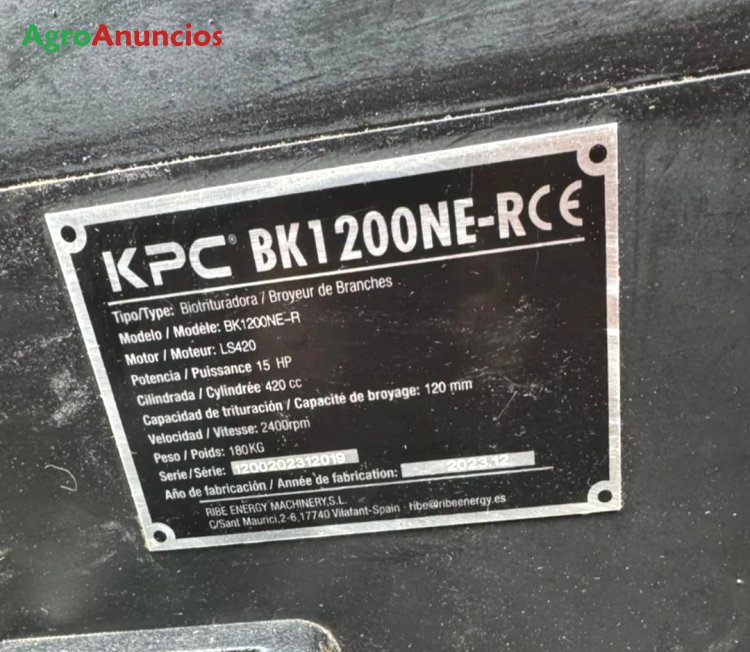 AgroAnuncios
KPC® BK1200NE-R CE
Tipo/Type: Biotrituradora / Broyeur de Branches
Modelo / Modèle: BK1200NE-R
Motor / Moteur: LS420
Potencia / Puissance 15 HP
Cilindrada / Cylindrée 420 cc
Capacidad de trituración / Capacité de broyage: 120 mm
Velocidad / Vitesse: 2400rpm
Peso / Poids: 180KG
Serie / Série: 1200202312019
Año de fabricación / Année de fabrication: 2023.12
RIBE ENERGY MACHINERY,S.L.
C/Sant Maurici,2-6,17740 Vilafant-Spain ribe@ribeenergy.es